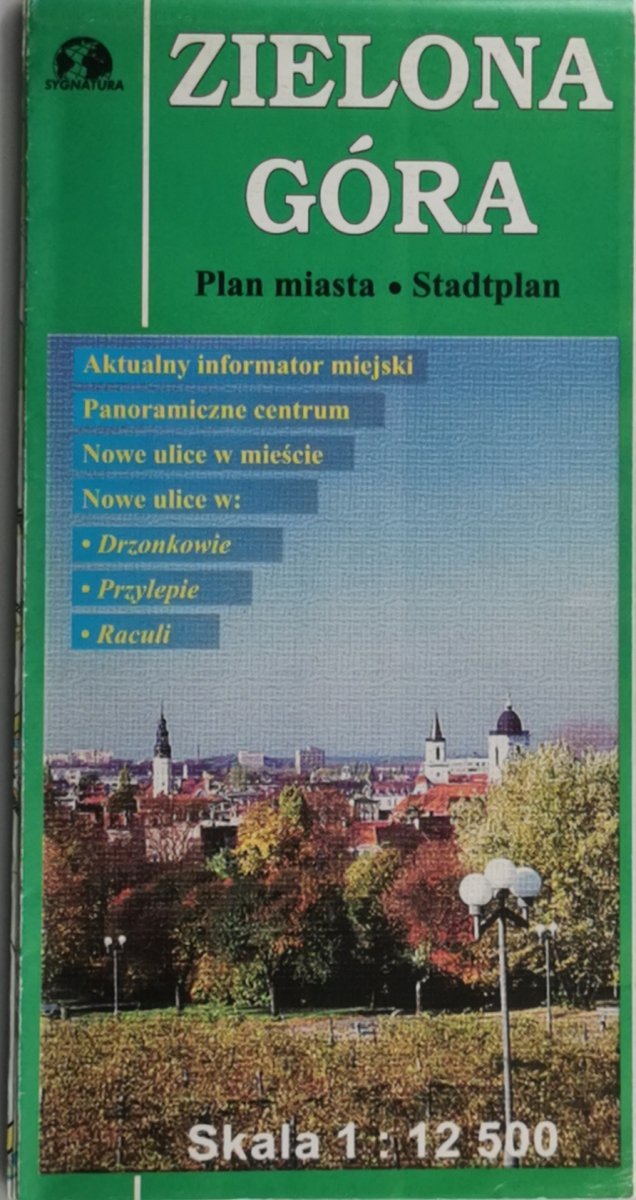 SYGNATURA
ZIELONA
GÓRA
Plan miasta • Stadtplan
Aktualny informator miejski
Panoramiczne centrum
Nowe ulice w mieście
Nowe ulice w:
• Drzonkowie
• Przylepie
• Raculi
Skala 1 : 12 500